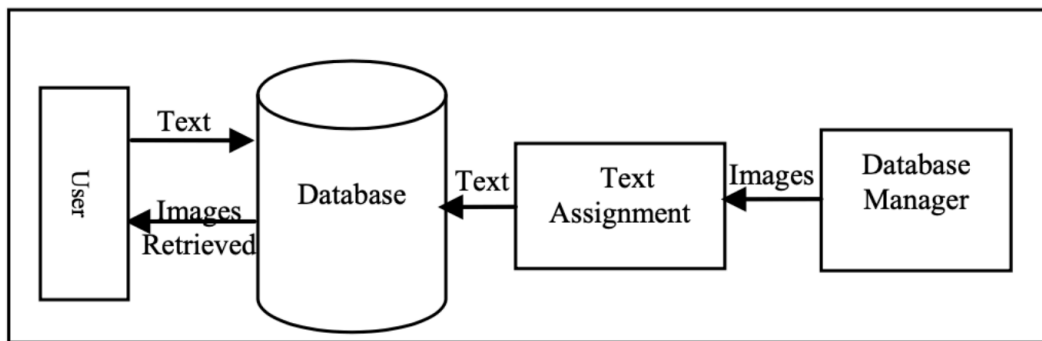 User
Text
Images
Retrieved
Database
Text
Text
Assignment
Images
Database
Manager